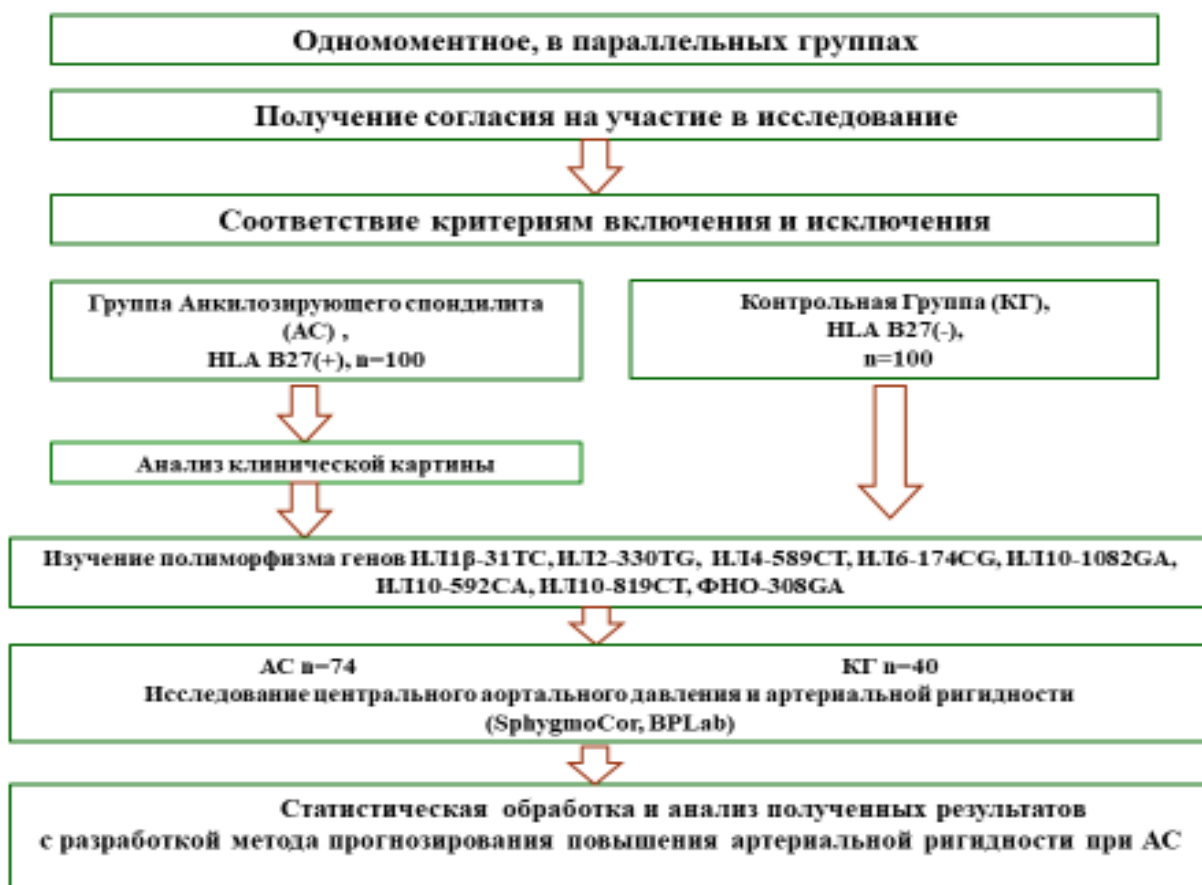 Одномоментное, в параллельных группах
Получение согласия на участие в исследование
Соответствие критериям включения и исключения
Группа Анкилозирующего спондилита
(АС) ,
HLA B27(+), n=100
Контрольная Группа (КГ),
HLA B27(-),
n=100
Анализ клинической картины
Изучение полиморфизма генов ИЛ1β-31TC, ИЛ2-330TG, ИЛ4-589CT, ИЛ6-174CG, ИЛ10-1082GA,
ИЛ10-592CA, ИЛ10-819CT, ФНО-308GA
АС n=74 КГ n=40
Исследование центрального аортального давления и артериальной ригидности
(SphygmoCor, BPLab)
Статистическая обработка и анализ полученных результатов
с разработкой метода прогнозирования повышения артериальной ригидности при АС